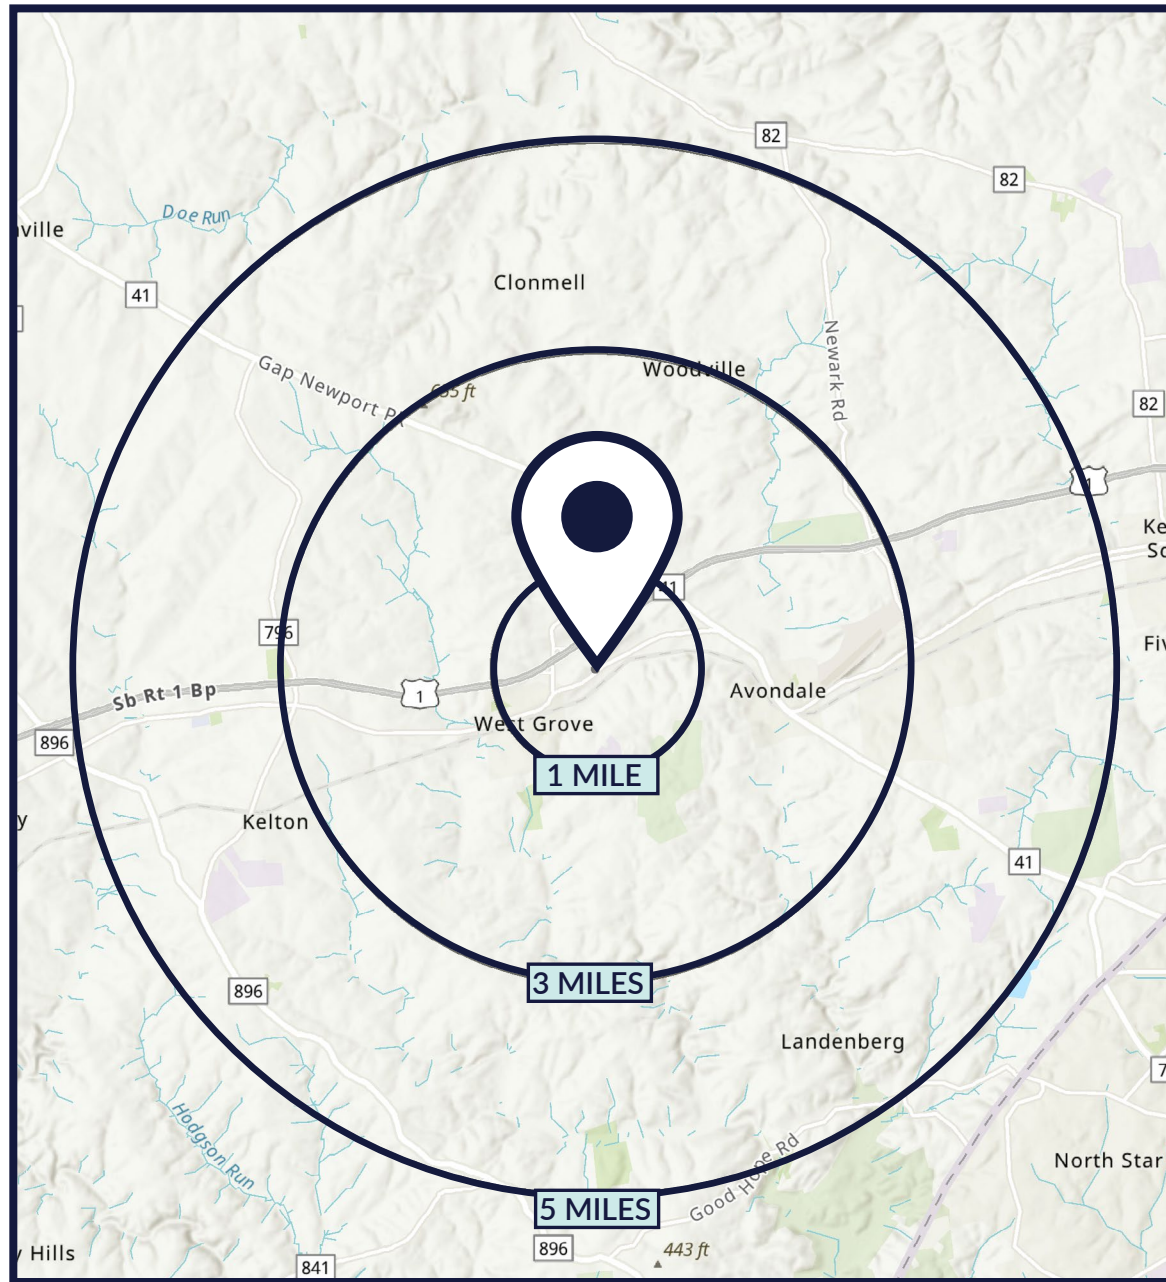 82
82
Doe Run
ville
41
Clonmell
Newark Rd
Woodville
Gap Newport P
635 ft
82
1
Ke
Sc
41
796
Fiv
Sb Rt 1 Bp
1
Avondale
896
West Grove
1 MILE
y
Kelton
41
3 MILES
896
Landenberg
7
Hodgson Run
Good Hope Rd
North Star
5 MILES
896
443 ft
y Hills
841